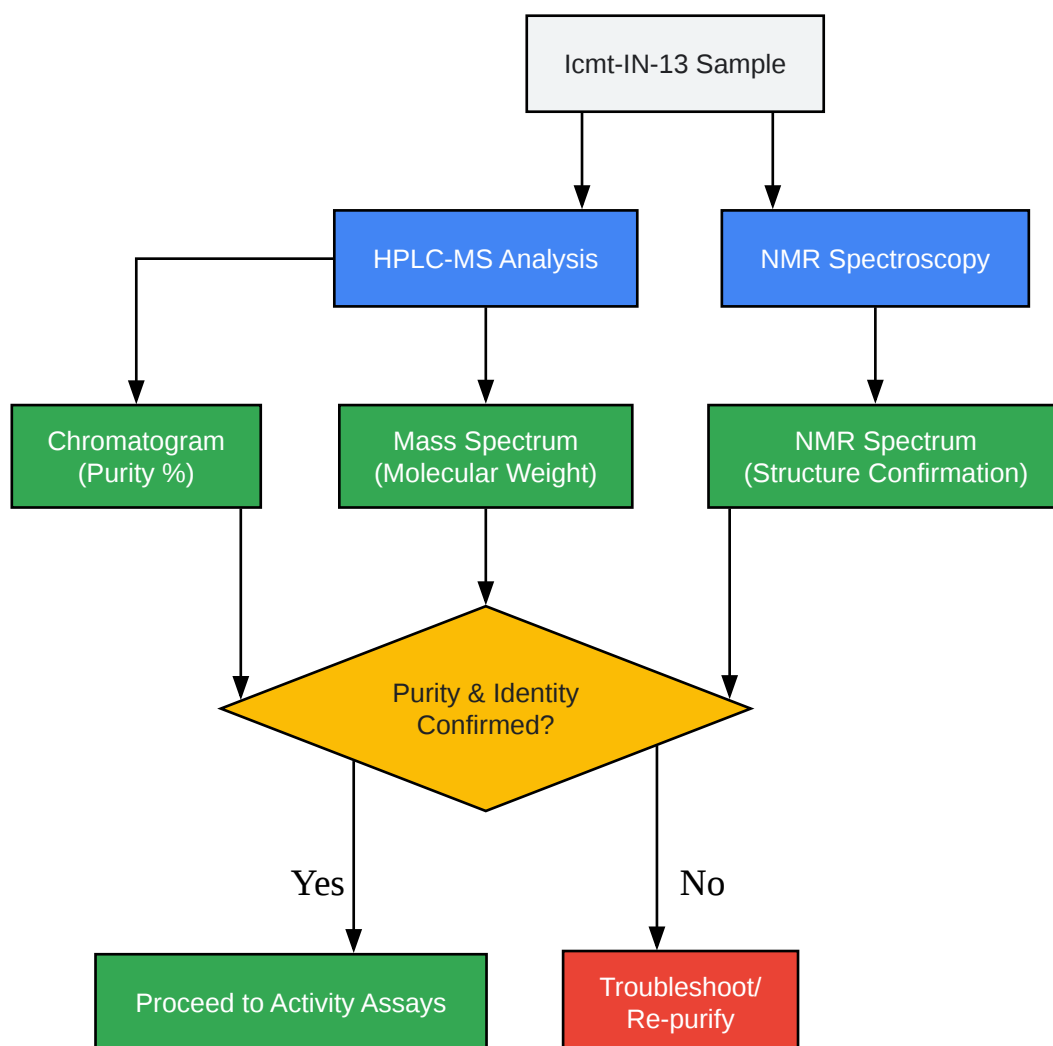 Icmt-IN-13 Sample
HPLC-MS Analysis
NMR Spectroscopy
Chromatogram
(Purity %)
Mass Spectrum
(Molecular Weight)
NMR Spectrum
(Structure Confirmation)
Purity & Identity
Confirmed?
Yes
No
Proceed to Activity Assays
Troubleshoot/
Re-purify